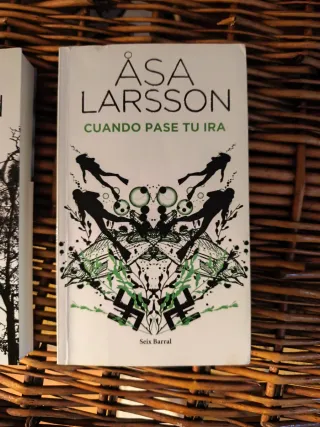 ÅSA
LARSSON
CUANDO PASE TU IRA
Seix Barral